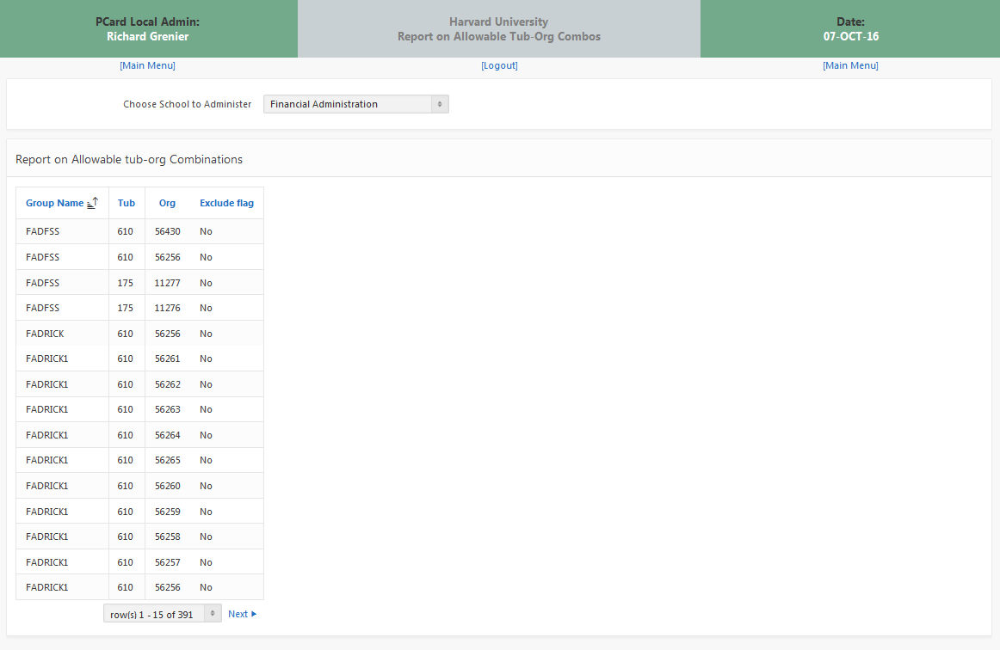 PCard Local Admin:
Richard Grenier
Harvard University
Report on Allowable Tub-Org Combos
Date:
07-OCT-16
[Main Menu]
[Logout]
[Main Menu]
Choose School to Administer Financial Administration
Report on Allowable tub-org Combinations
Group Name Tub Org Exclude flag
FADFSS 610 56430 No
FADFSS 610 56256 No
FADFSS 175 11277 No
FADFSS 175 11276 No
FADRICK 610 56256 No
FADRICK1 610 56261 No
FADRICK1 610 56262 No
FADRICK1 610 56263 No
FADRICK1 610 56264 No
FADRICK1 610 56265 No
FADRICK1 610 56260 No
FADRICK1 610 56259 No
FADRICK1 610 56258 No
FADRICK1 610 56257 No
FADRICK1 610 56256 No
row(s) 1 - 15 of 391 Next